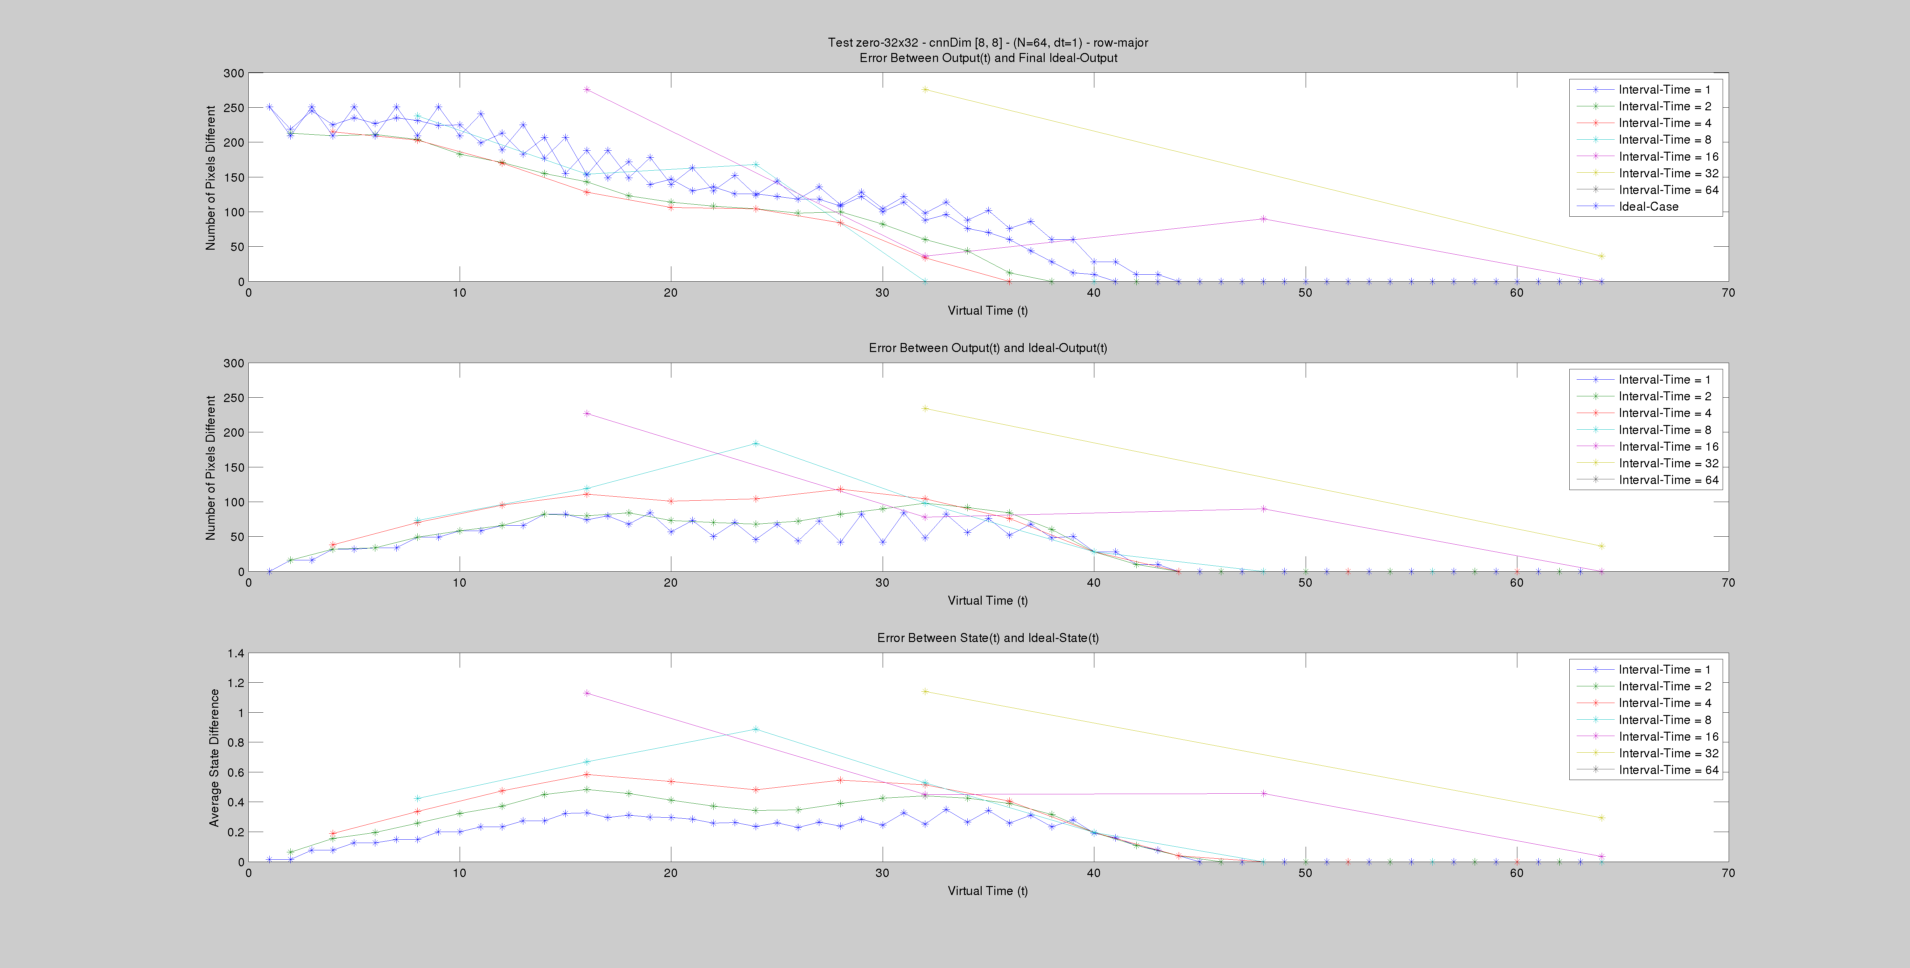 Test zero-32x32 - cnnDim [8, 8] - (N=64, dt=1) - row-major
Error Between Output(t) and Final Ideal-Output
Number of Pixels Different
300
250
200
150
100
50
0
0 10 20 30 40 50 60 70
Virtual Time (t)
Interval-Time = 1
Interval-Time = 2
Interval-Time = 4
Interval-Time = 8
Interval-Time = 16
Interval-Time = 32
Interval-Time = 64
Ideal-Case
Error Between Output(t) and Ideal-Output(t)
Number of Pixels Different
300
250
200
150
100
50
0
0 10 20 30 40 50 60 70
Virtual Time (t)
Interval-Time = 1
Interval-Time = 2
Interval-Time = 4
Interval-Time = 8
Interval-Time = 16
Interval-Time = 32
Interval-Time = 64
Error Between State(t) and Ideal-State(t)
Average State Difference
1.4
1.2
1
0.8
0.6
0.4
0.2
0
0 10 20 30 40 50 60 70
Virtual Time (t)
Interval-Time = 1
Interval-Time = 2
Interval-Time = 4
Interval-Time = 8
Interval-Time = 16
Interval-Time = 32
Interval-Time = 64